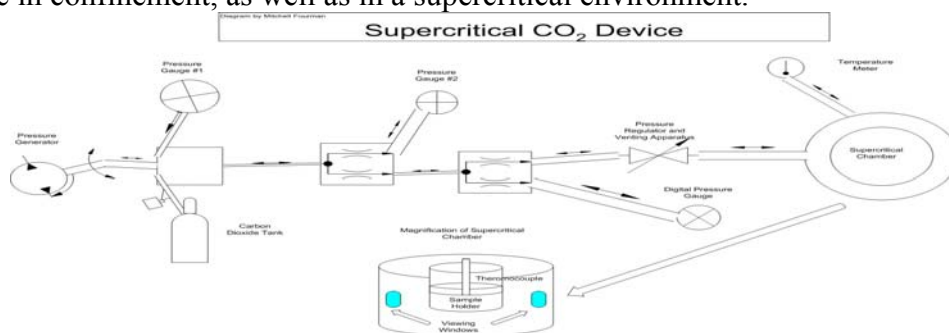 e in confinement, as well as in a supercritical environment.
Diagram by Mitchell Fourman
Supercritical CO₂ Device
Pressure
Gauge #1
Pressure
Gauge #2
Temperature
Meter
Pressure
Generator
Pressure
Regulator and
Venting Apparatus
Supercritical
Chamber
Digital Pressure
Gauge
Carbon
Dioxide Tank
Magnification of Supercritical
Chamber
Theromocouple
Sample
Holder
Viewing
Windows